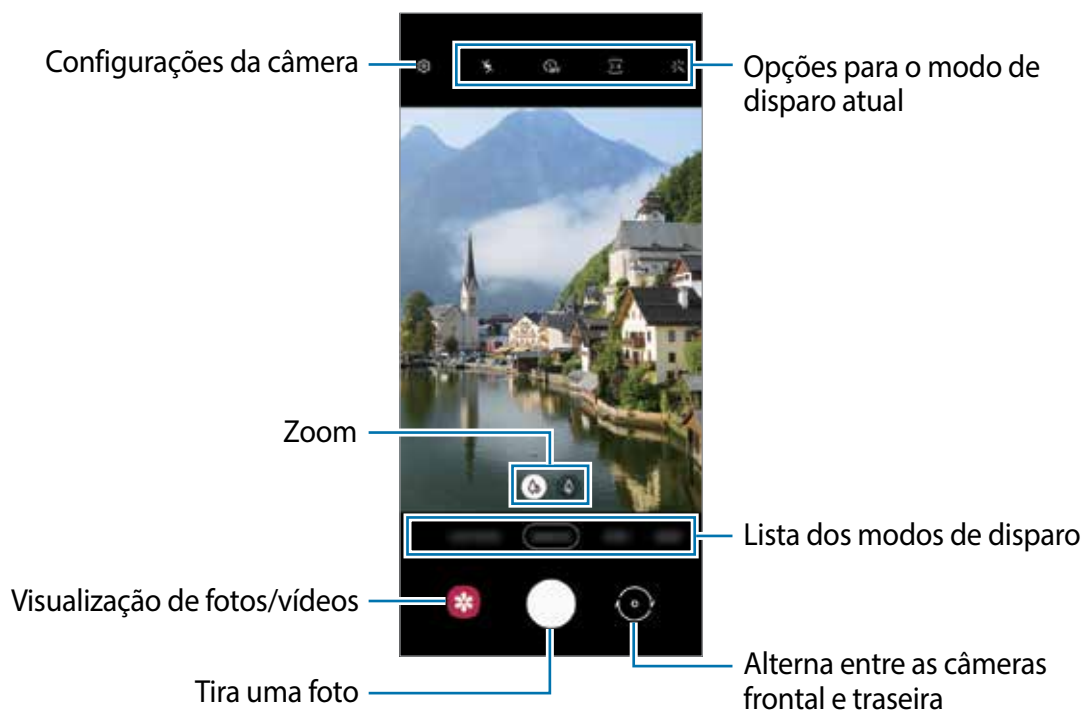 Configurações da câmera
Opções para o modo de
disparo atual
Zoom
Lista dos modos de disparo
Visualização de fotos/vídeos
Tira uma foto
Alterna entre as câmeras
frontal e traseira